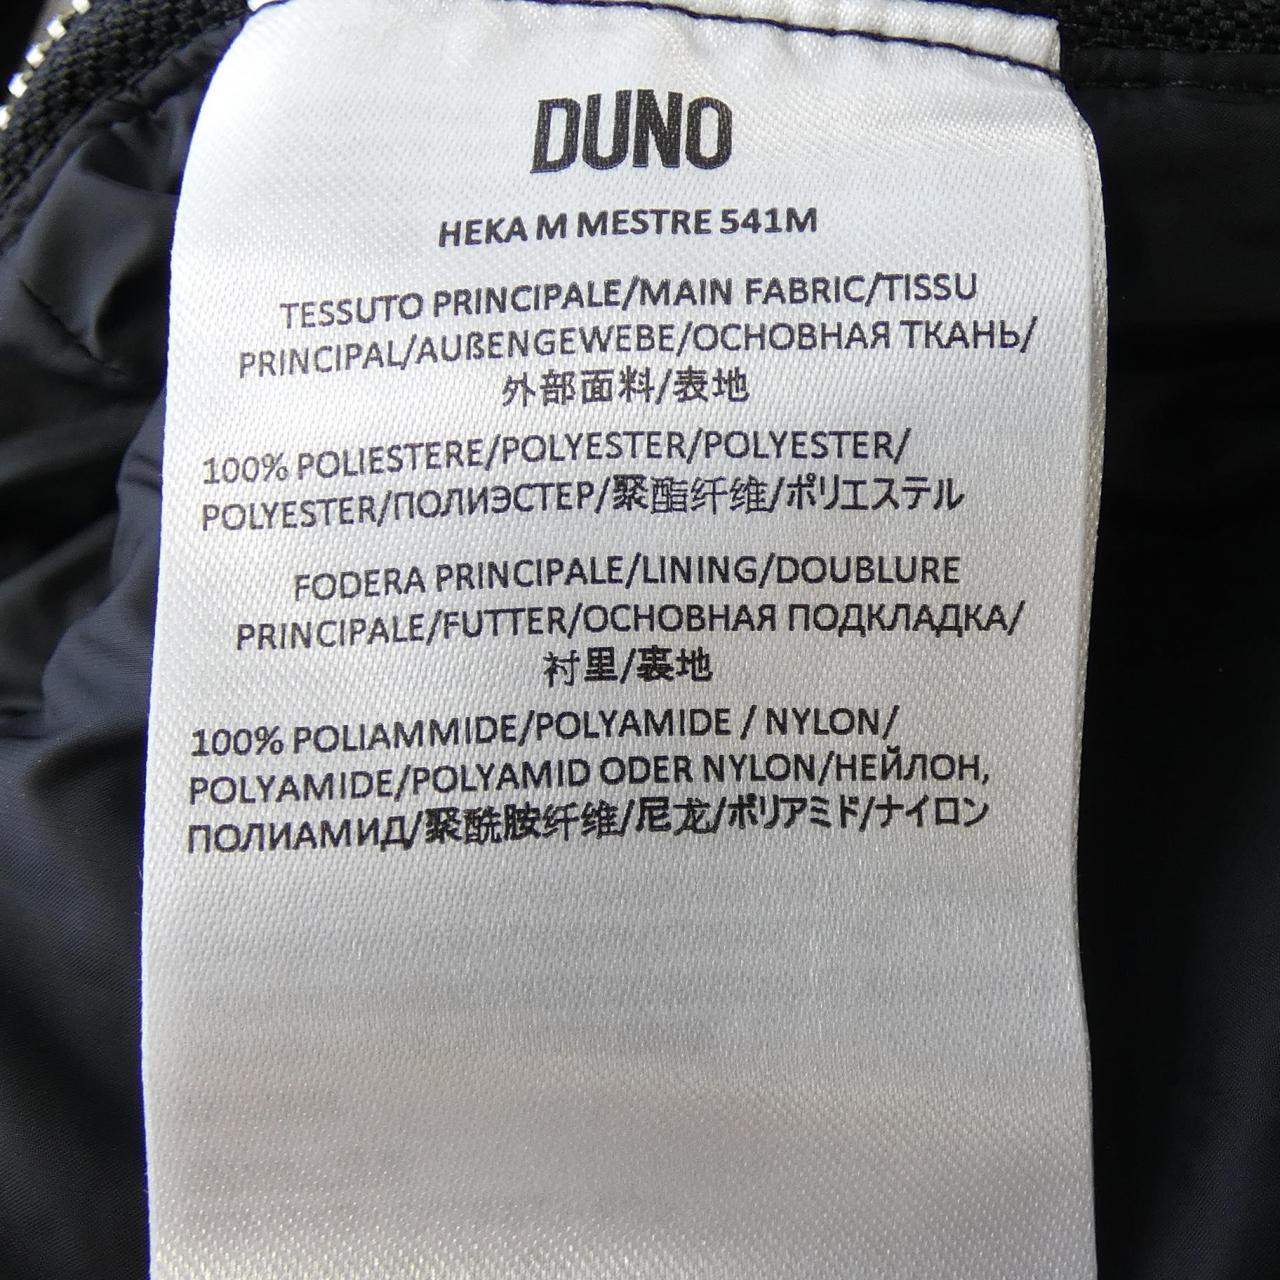 DUNO
HEKA M MESTRE 541M
TESSUTO PRINCIPALE/MAIN FABRIC/TISSU
PRINCIPAL/AUßENGEWEBE/ОСНОВНАЯ ТКАНЬ/
外部面料/表地
100% POLIESTERE/POLYESTER/POLYESTER/
POLYESTER/ПОЛИЭСТЕР/聚酯纤维/ポリエステル
FODERA PRINCIPALE/LINING/DOUBLURE
PRINCIPALE/FUTTER/ОСНОВНАЯ ПОДКЛАДКА/
衬里/裏地
100% POLIAMMIDE/POLYAMIDE / NYLON/
POLYAMIDE/POLYAMID ODER NYLON/НЕЙЛОН,
ПОЛИАМИД/聚酰胺纤维/尼龙/ポリアミド/ナイロン